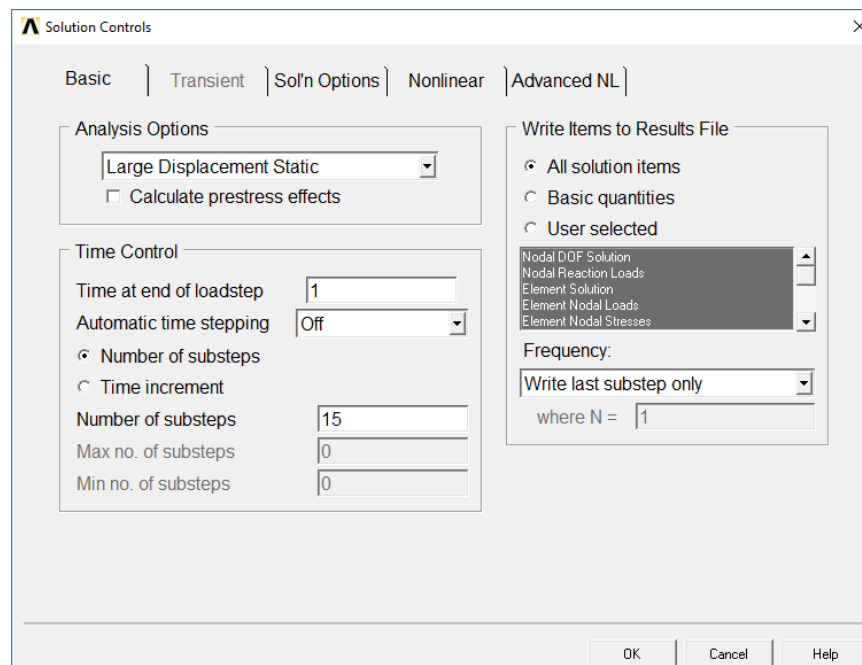 Solution Controls
Basic
Transient
Sol'n Options
Nonlinear
Advanced NL
Analysis Options
Large Displacement Static
Calculate prestress effects
Time Control
Time at end of loadstep 1
Automatic time stepping Off
Number of substeps
Time increment
Number of substeps 15
Max no. of substeps 0
Min no. of substeps 0
Write Items to Results File
All solution items
Basic quantities
User selected
Nodal DOF Solution
Nodal Reaction Loads
Element Solution
Element Nodal Loads
Element Nodal Stresses
Frequency:
Write last substep only
where N = 1
OK
Cancel
Help